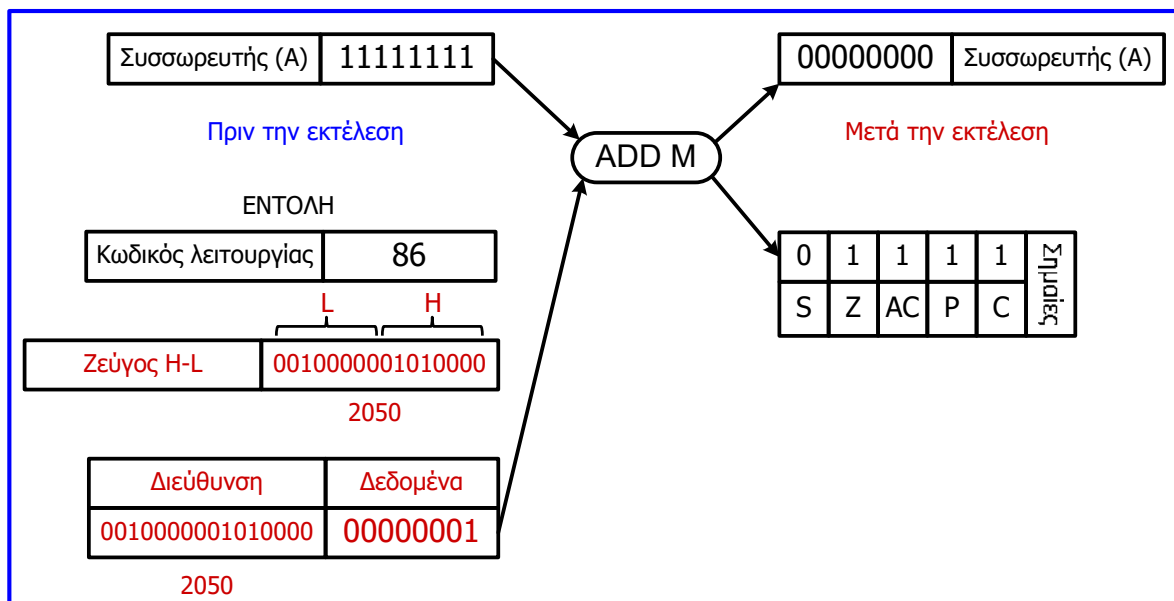 Συσσωρευτής (Α) 11111111
00000000 Συσσωρευτής (Α)
Πριν την εκτέλεση
ADD M
Μετά την εκτέλεση
ΕΝΤΟΛΗ
Κωδικός λειτουργίας 86
L H
Ζεύγος H-L 0010000001010000
2050
0 1 1 1 1
S Z AC P C
Σημαίες
Διεύθυνση Δεδομένα
0010000001010000 00000001
2050